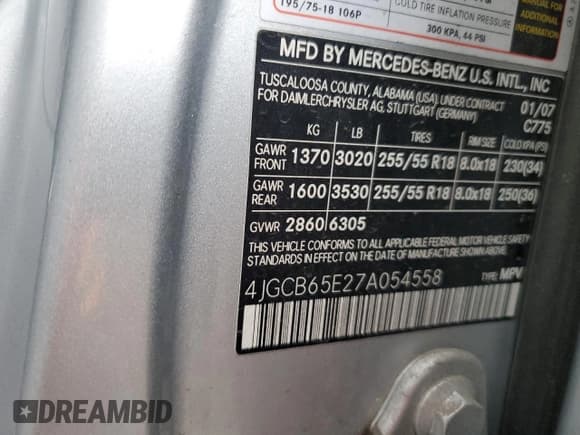 195/75-18 106P
COLD TIRE INFLATION PRESSURE
300 KPA, 44 PSI
MANUAL FOR
ADDITIONAL
INFORMATION
MFD BY MERCEDES-BENZ U.S. INTL., INC
TUSCALOOSA COUNTY, ALABAMA (USA), UNDER CONTRACT 01/07
FOR DAIMLERCHRYSLER AG, STUTTGART (GERMANY) C775
KG LB TIRES RIM SIZE COLD KPA (PSI)
GAWR FRONT 1370 3020 255/55 R18 8.0x18 230(34)
GAWR REAR 1600 3530 255/55 R18 8.0x18 250(36)
GVWR 2860 6305
THIS VEHICLE CONFORMS TO ALL APPLICABLE FEDERAL MOTOR VEHICLE SAFETY
STANDARDS IN EFFECT ON THE DATE OF MANUFACTURE SHOWN ABOVE.
4JGCB65E27A054558 TYPE: MPV
DREAMBID